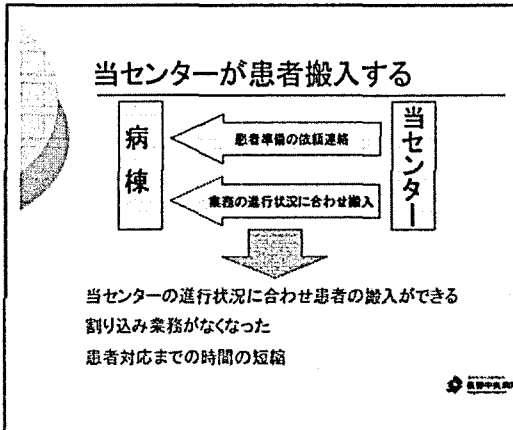 当センターが患者搬入する
病棟
患者準備の依頼連絡
当センター
業務の進行状況に合わせ搬入
当センターの進行状況に合わせ患者の搬入ができる
割り込み業務がなくなった
患者対応までの時間の短縮